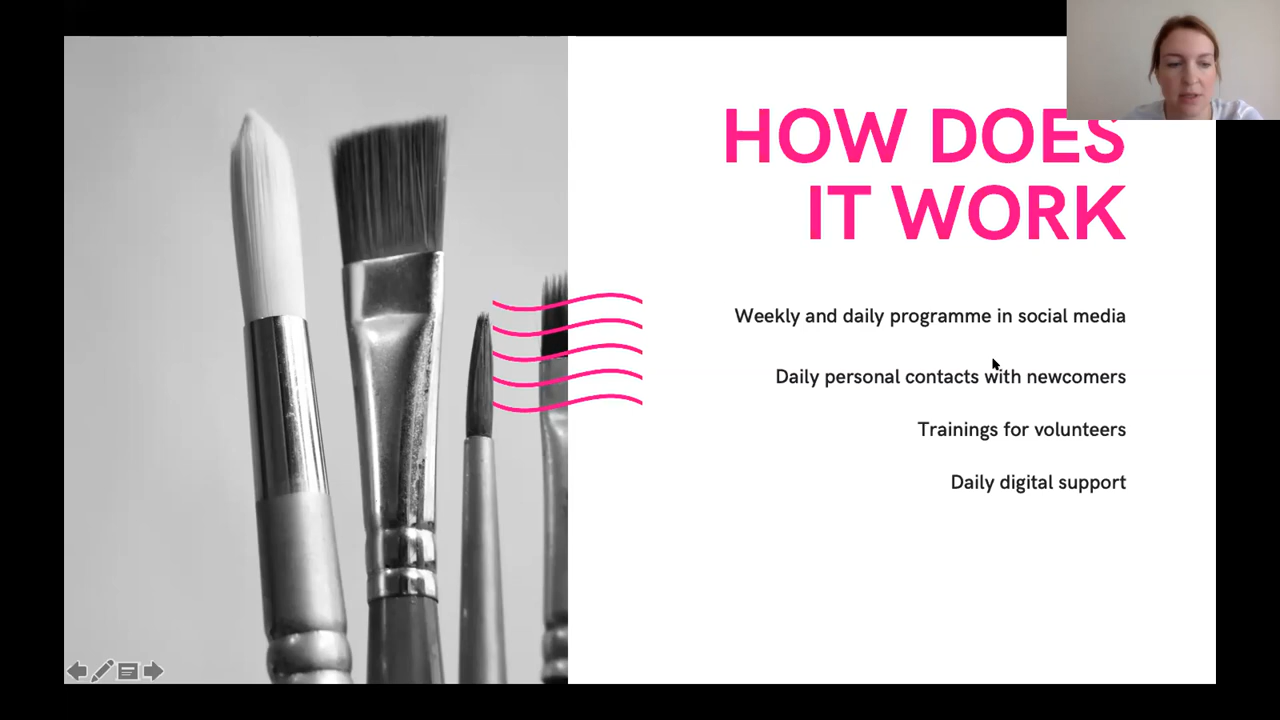 HOW DOES
IT WORK
Weekly and daily programme in social media
Daily personal contacts with newcomers
Trainings for volunteers
Daily digital support